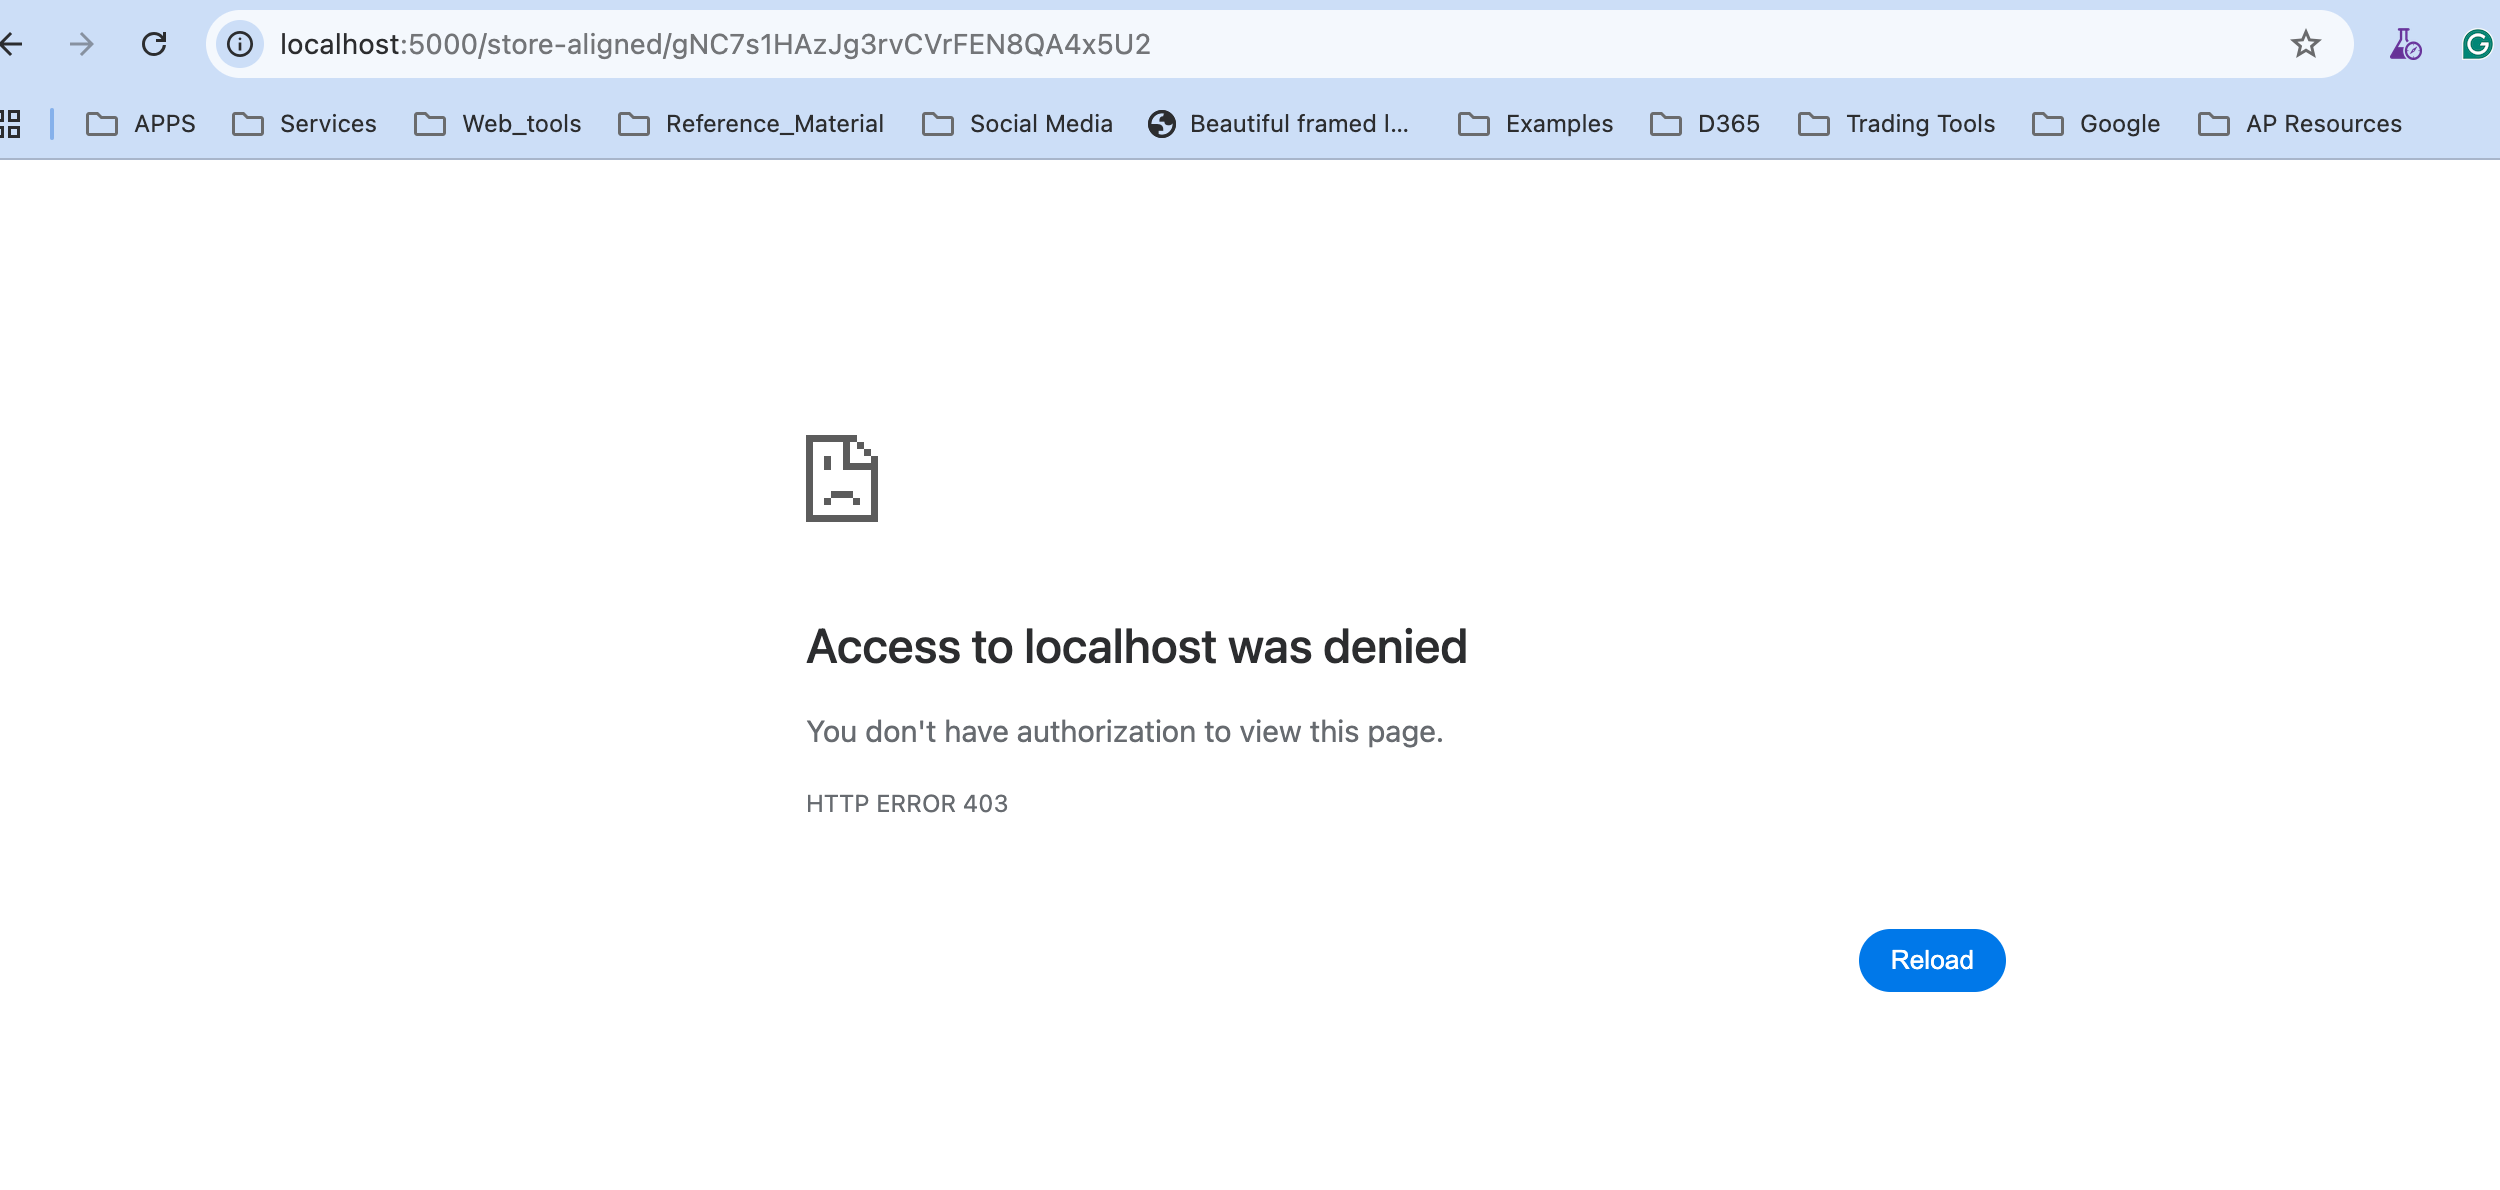 localhost:5000/store-aligned/gNC7s1HAzJg3rvCVrFEN8QA4x5U2
APPS Services Web_tools Reference_Material Social Media Beautiful framed l... Examples D365 Trading Tools Google AP Resources
Access to localhost was denied
You don't have authorization to view this page.
HTTP ERROR 403
Reload